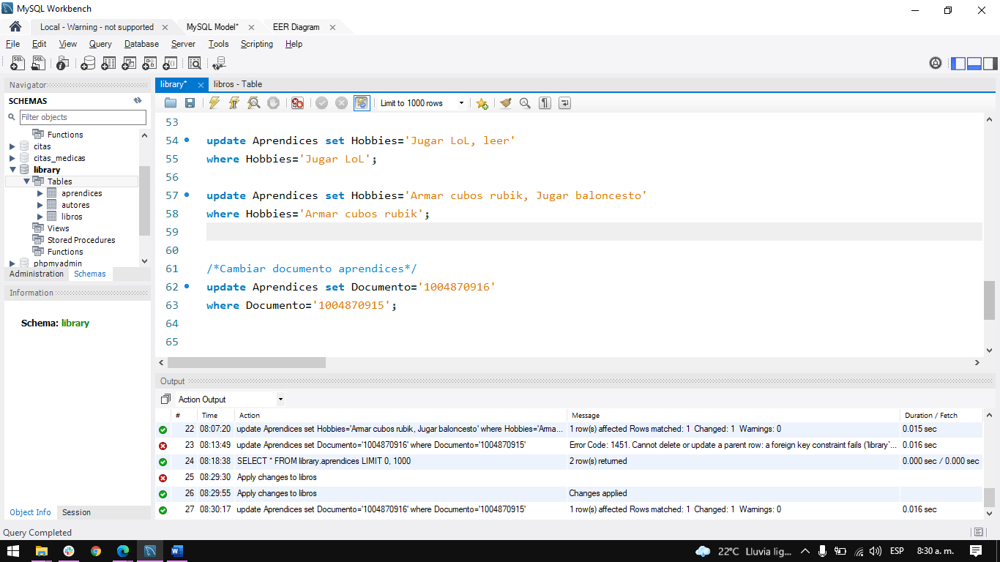 MySQL Workbench
Local - Warning - not supported
MySQL Model*
EER Diagram
File Edit View Query Database Server Tools Scripting Help
Navigator
SCHEMAS
Filter objects
Functions
citas
citas_medicas
library
Tables
aprendices
autores
libros
Views
Stored Procedures
Functions
phpmyadmin
Administration Schemas
Information
Schema: library
Object Info Session
library*
libros - Table
Limit to 1000 rows
53
54 update Aprendices set Hobbies='Jugar LoL, leer'
55 where Hobbies='Jugar LoL';
56
57 update Aprendices set Hobbies='Armar cubos rubik, Jugar baloncesto'
58 where Hobbies='Armar cubos rubik';
59
60
61 /*Cambiar documento aprendices*/
62 update Aprendices set Documento='1004870916'
63 where Documento='1004870915';
64
65
Output
Action Output
# Time Action Message Duration / Fetch
22 08:07:20 update Aprendices set Hobbies='Armar cubos rubik, Jugar baloncesto' where Hobbies='Arma... 1 row(s) affected Rows matched: 1 Changed: 1 Warnings: 0 0.015 sec
23 08:13:49 update Aprendices set Documento='1004870916' where Documento='1004870915' Error Code: 1451. Cannot delete or update a parent row: a foreign key constraint fails (`library`... 0.016 sec
24 08:18:38 SELECT * FROM library.aprendices LIMIT 0, 1000 2 row(s) returned 0.000 sec / 0.000 sec
25 08:29:30 Apply changes to libros
26 08:29:55 Apply changes to libros Changes applied
27 08:30:17 update Aprendices set Documento='1004870916' where Documento='1004870915' 1 row(s) affected Rows matched: 1 Changed: 1 Warnings: 0 0.016 sec
Query Completed
22°C Lluvia lig... ESP 8:30 a. m.